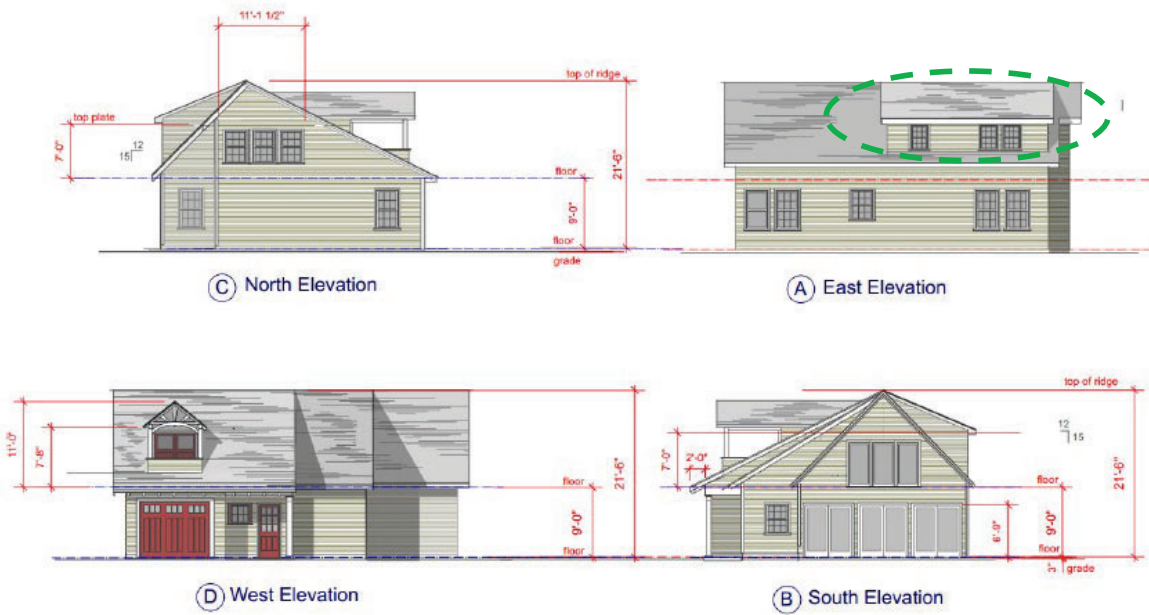 11'-1 1/2"
top of ridge
top plate
7'-0"
12
15
floor
21'-6"
9'-0"
floor
grade
C North Elevation
A East Elevation
top of ridge
11'-0"
7'-8"
21'-6"
9'-0"
D West Elevation
12
15
7'-0"
2'-0"
floor
21'-6"
6'-9"
9'-0"
floor
3"
grade
B South Elevation
floor
floor